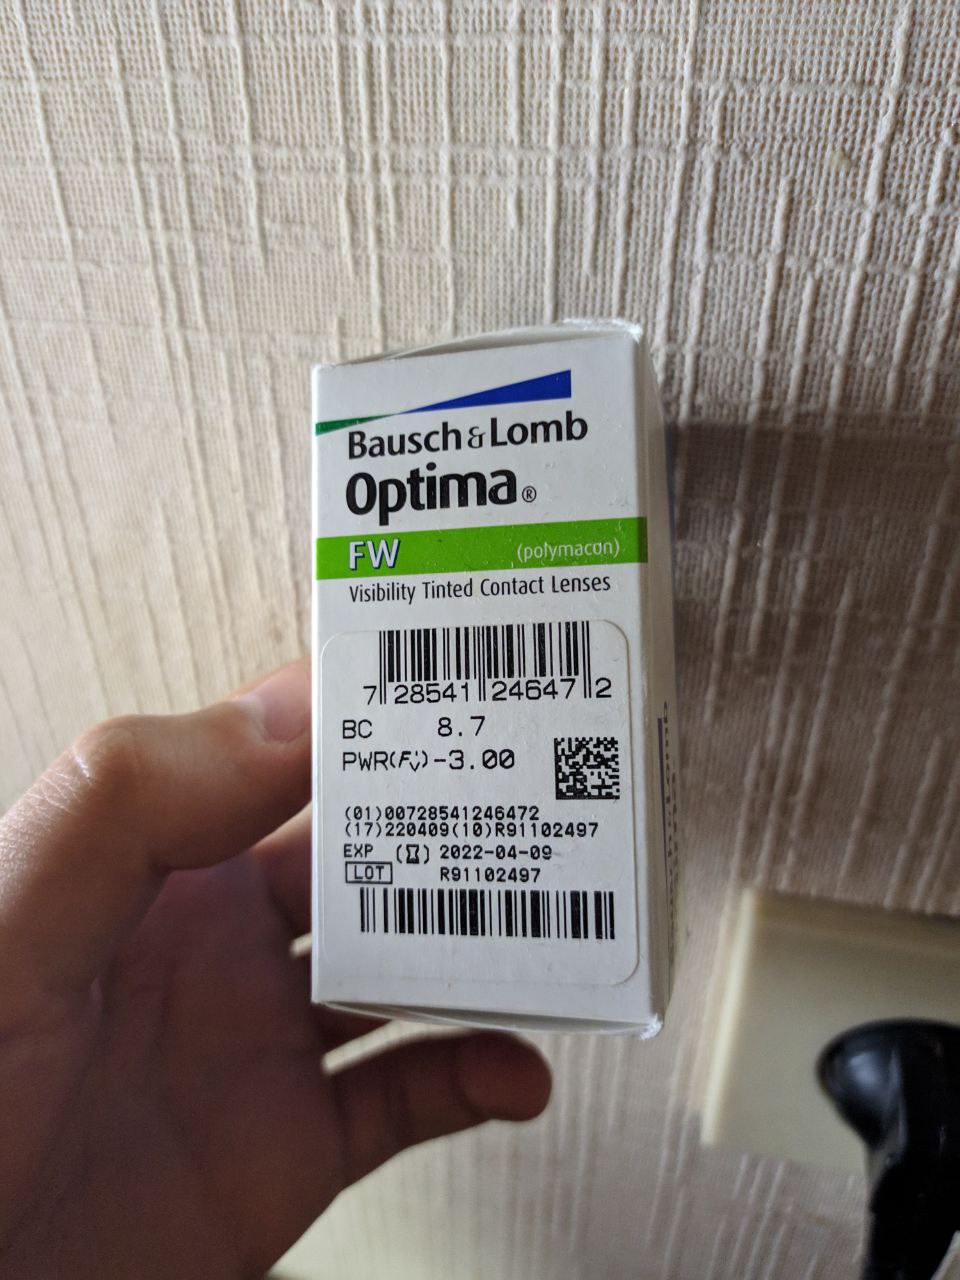 Bausch & Lomb
Optima®
FW (polymacon)
Visibility Tinted Contact Lenses
7 28541 24647 2
BC 8.7
PWR(F'v) -3.00
(01)00728541246472
(17)220409(10)R91102497
EXP (⌛) 2022-04-09
LOT R91102497